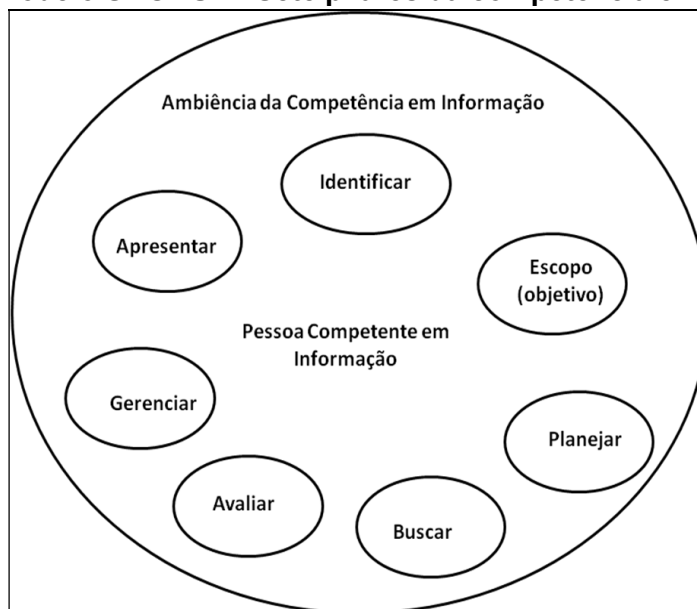 Ambiência da Competência em Informação
Identificar
Apresentar
Escopo
(objetivo)
Pessoa Competente em
Informação
Gerenciar
Planejar
Avaliar
Buscar